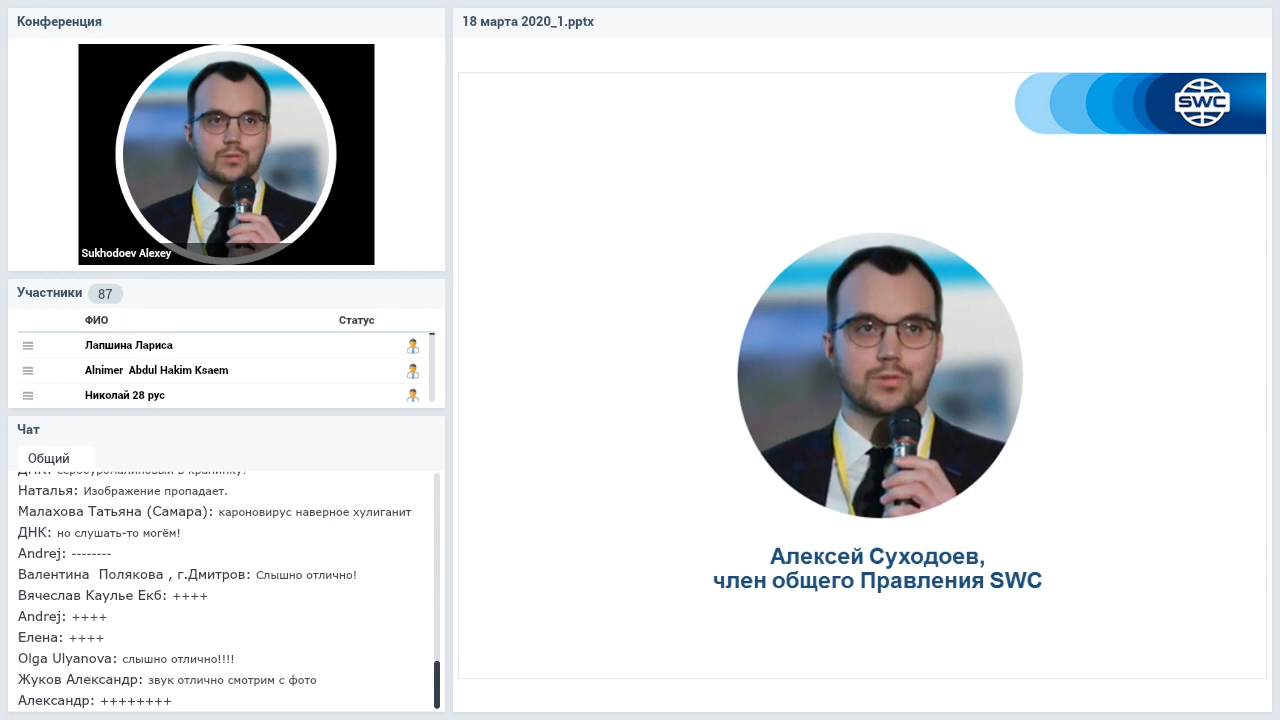 Конференция
Sukhodoev Alexey
Участники 87
ФИО Статус
Лапшина Лариса
Alnimer Abdul Hakim Ksaem
Николай 28 рус
Чат
Общий
Наталья: Изображение пропадает.
Малахова Татьяна (Самара): кароновирус наверное хулиганит
ДНК: но слушать-то могём!
Andrej: --------
Валентина Полякова , г.Дмитров: Слышно отлично!
Вячеслав Каулье Екб: ++++
Andrej: ++++
Елена: ++++
Olga Ulyanova: слышно отлично!!!!
Жуков Александр: звук отлично смотрим с фото
Александр: ++++++++
18 марта 2020_1.pptx
SWC
Алексей Суходоев,
член общего Правления SWC